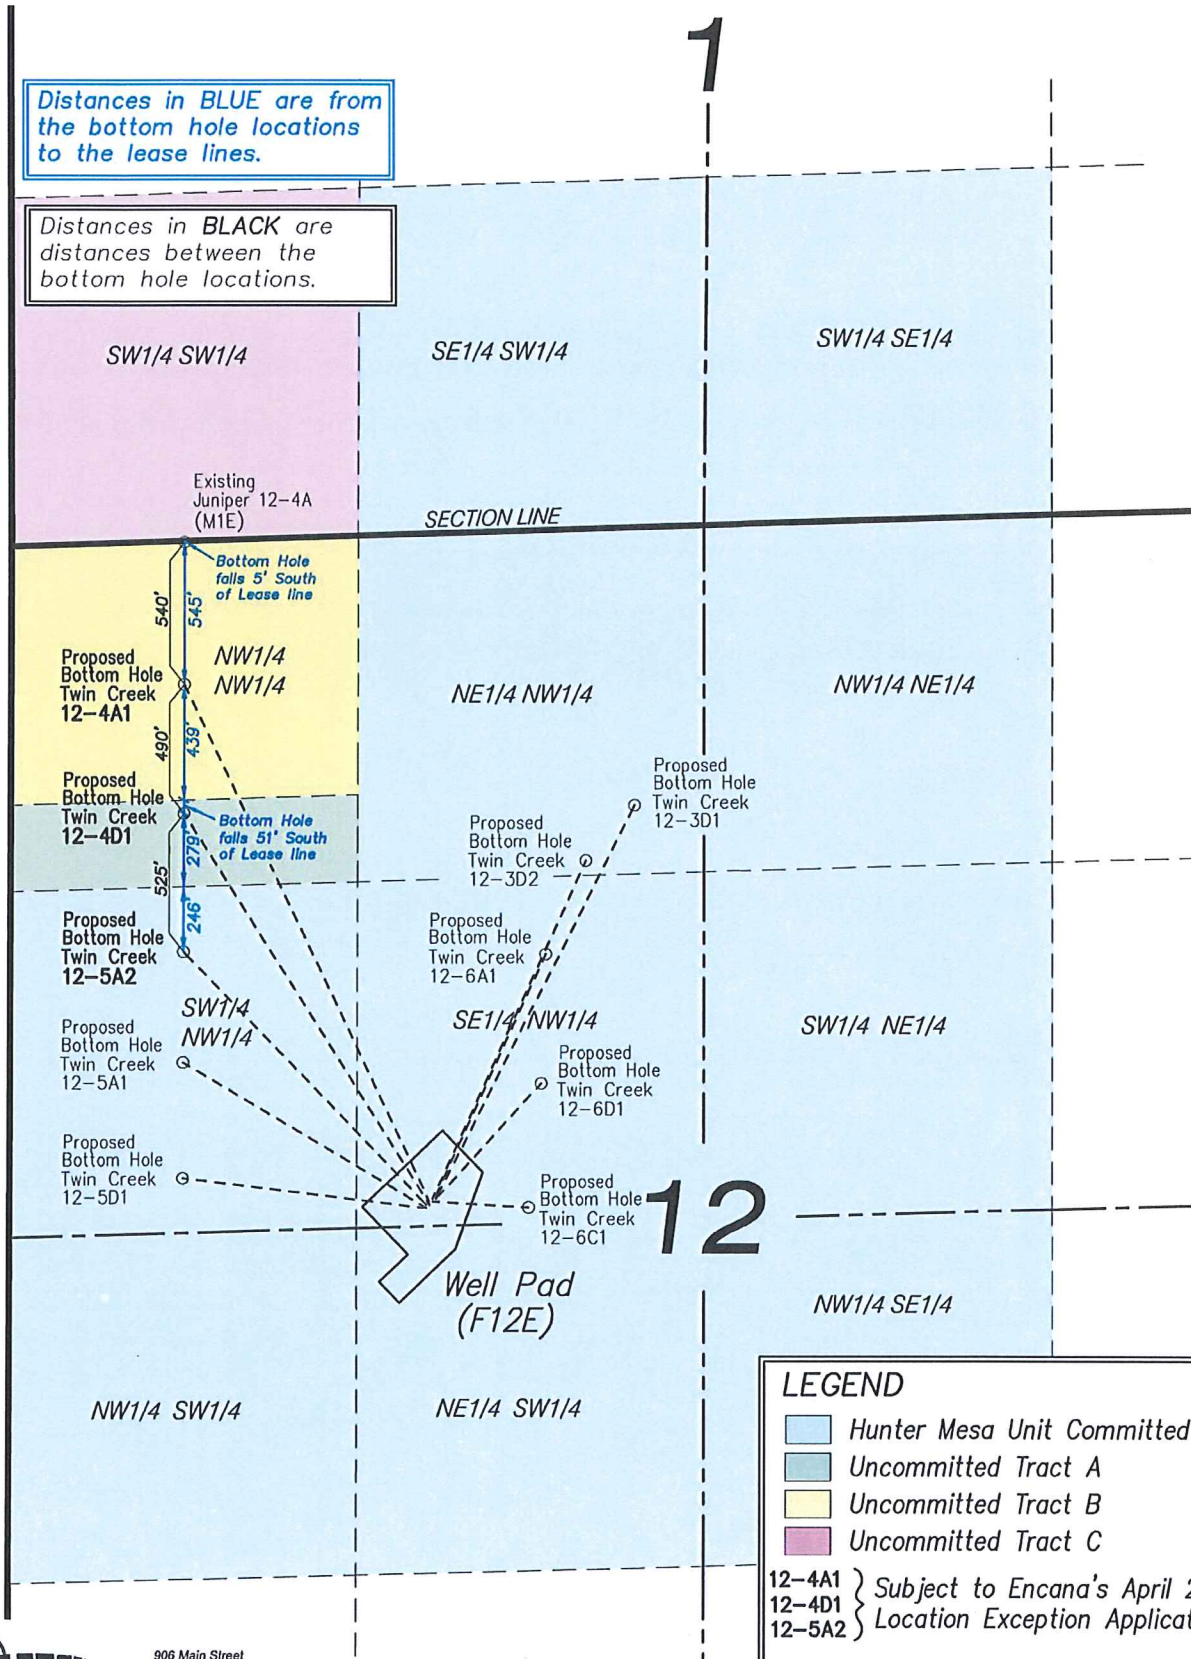 1
Distances in BLUE are from
the bottom hole locations
to the lease lines.
Distances in BLACK are
distances between the
bottom hole locations.
SW1/4 SW1/4
SE1/4 SW1/4
SW1/4 SE1/4
Existing
Juniper 12-4A
(M1E)
SECTION LINE
Bottom Hole
falls 5' South
of Lease line
540'
545'
Proposed
Bottom Hole
Twin Creek
12-4A1
NW1/4
NW1/4
NE1/4 NW1/4
NW1/4 NE1/4
490'
439'
Proposed
Bottom Hole
Twin Creek
12-4D1
Bottom Hole
falls 51' South
of Lease line
279'
525'
246'
Proposed
Bottom Hole
Twin Creek
12-3D1
Proposed
Bottom Hole
Twin Creek
12-3D2
Proposed
Bottom Hole
Twin Creek
12-5A2
Proposed
Bottom Hole
Twin Creek
12-6A1
SW1/4
NW1/4
SE1/4 NW1/4
SW1/4 NE1/4
Proposed
Bottom Hole
Twin Creek
12-5A1
Proposed
Bottom Hole
Twin Creek
12-6D1
Proposed
Bottom Hole
Twin Creek
12-5D1
Proposed
Bottom Hole
Twin Creek
12-6C1
12
Well Pad
(F12E)
NW1/4 SE1/4
NW1/4 SW1/4
NE1/4 SW1/4
LEGEND
Hunter Mesa Unit Committed
Uncommitted Tract A
Uncommitted Tract B
Uncommitted Tract C
12-4A1
12-4D1
12-5A2
Subject to Encana's April
Location Exception
906 Main Street